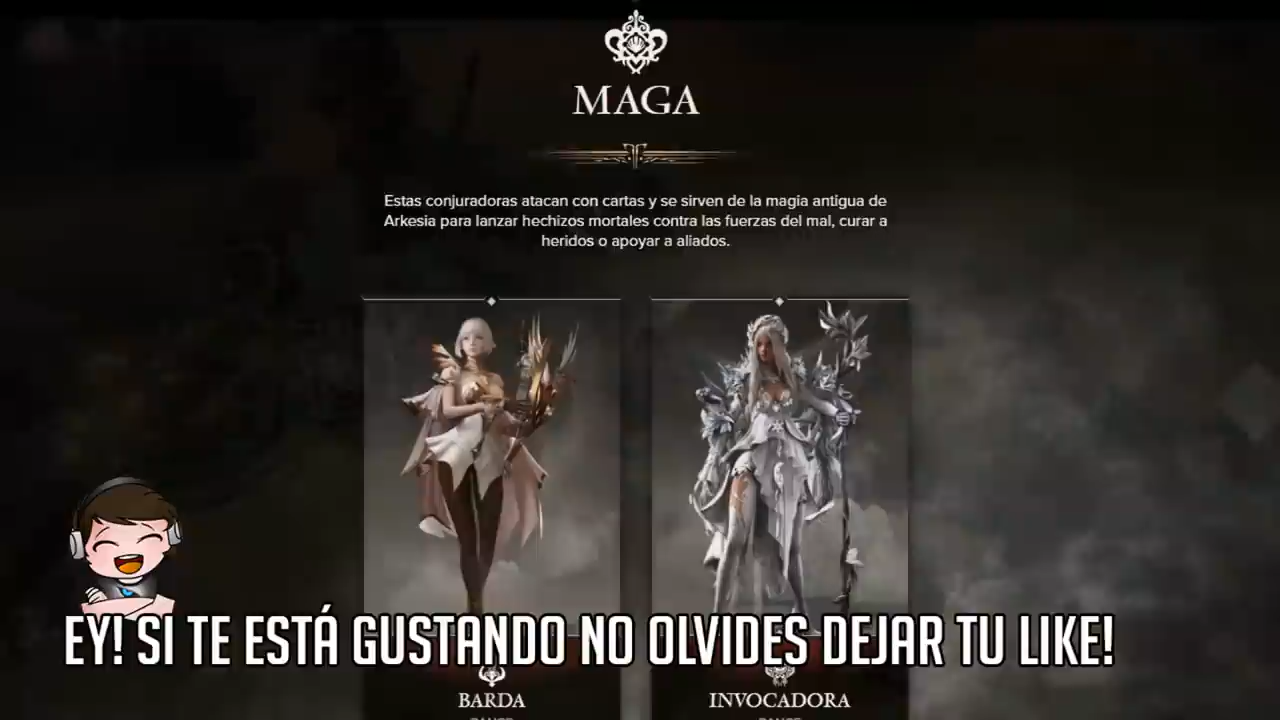 MAGA
Estas conjuradoras atacan con cartas y se sirven de la magia antigua de
Arkesia para lanzar hechizos mortales contra las fuerzas del mal, curar a
heridos o apoyar a aliados.
EY! SI TE ESTÁ GUSTANDO NO OLVIDES DEJAR TU LIKE!
BARDA
INVOCADORA